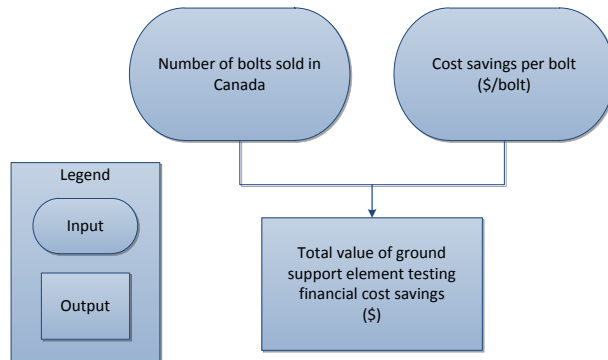 Number of bolts sold in
Canada
Cost savings per bolt
($/bolt)
Legend
Input
Output
Total value of ground
support element testing
financial cost savings
($)